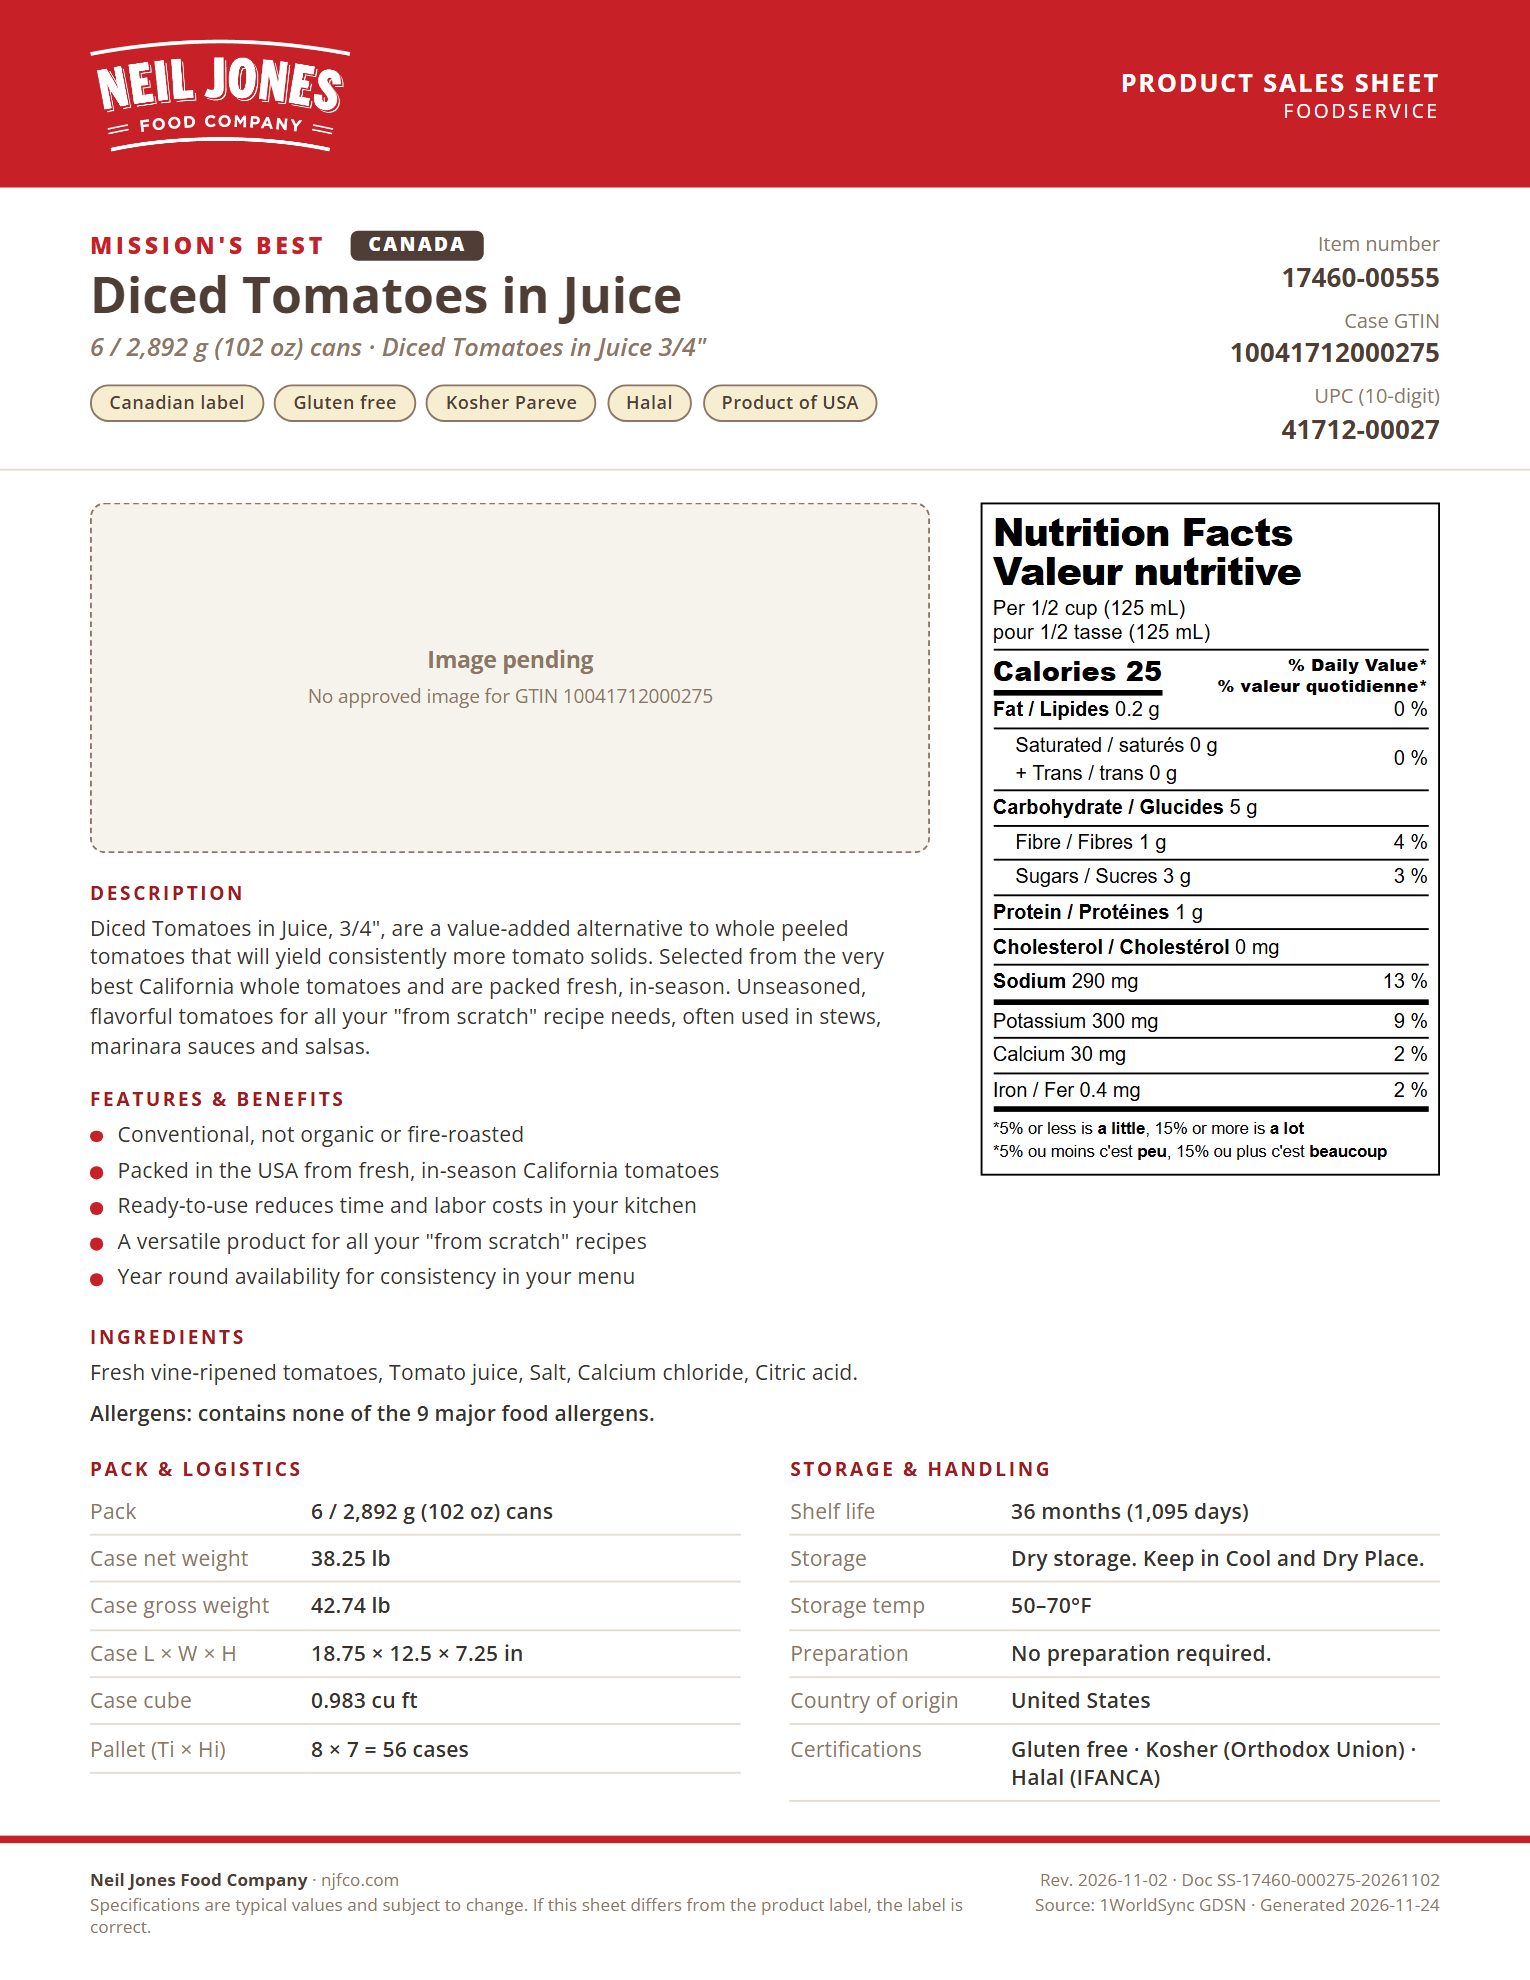 NEIL JONES
FOOD COMPANY
PRODUCT SALES SHEET
FOODSERVICE
MISSION'S BEST CANADA
Diced Tomatoes in Juice
6 / 2,892 g (102 oz) cans · Diced Tomatoes in Juice 3/4"
Canadian label Gluten free Kosher Pareve Halal Product of USA
Item number
17460-00555
Case GTIN
10041712000275
UPC (10-digit)
41712-00027
Image pending
No approved image for GTIN 10041712000275
DESCRIPTION
Diced Tomatoes in Juice, 3/4", are a value-added alternative to whole peeled
tomatoes that will yield consistently more tomato solids. Selected from the very
best California whole tomatoes and are packed fresh, in-season. Unseasoned,
flavorful tomatoes for all your "from scratch" recipe needs, often used in stews,
marinara sauces and salsas.
FEATURES & BENEFITS
Conventional, not organic or fire-roasted
Packed in the USA from fresh, in-season California tomatoes
Ready-to-use reduces time and labor costs in your kitchen
A versatile product for all your "from scratch" recipes
Year round availability for consistency in your menu
Nutrition Facts
Valeur nutritive
Per 1/2 cup (125 mL)
pour 1/2 tasse (125 mL)
Calories 25
% Daily Value*
% valeur quotidienne*
Fat / Lipides 0.2 g 0 %
Saturated / saturés 0 g
+ Trans / trans 0 g 0 %
Carbohydrate / Glucides 5 g
Fibre / Fibres 1 g 4 %
Sugars / Sucres 3 g 3 %
Protein / Protéines 1 g
Cholesterol / Cholestérol 0 mg
Sodium 290 mg 13 %
Potassium 300 mg 9 %
Calcium 30 mg 2 %
Iron / Fer 0.4 mg 2 %
*5% or less is a little, 15% or more is a lot
*5% ou moins c'est peu, 15% ou plus c'est beaucoup
INGREDIENTS
Fresh vine-ripened tomatoes, Tomato juice, Salt, Calcium chloride, Citric acid.
Allergens: contains none of the 9 major food allergens.
PACK & LOGISTICS
Pack 6 / 2,892 g (102 oz) cans
Case net weight 38.25 lb
Case gross weight 42.74 lb
Case L × W × H 18.75 × 12.5 × 7.25 in
Case cube 0.983 cu ft
Pallet (Ti × Hi) 8 × 7 = 56 cases
STORAGE & HANDLING
Shelf life 36 months (1,095 days)
Storage Dry storage. Keep in Cool and Dry Place.
Storage temp 50–70°F
Preparation No preparation required.
Country of origin United States
Certifications Gluten free · Kosher (Orthodox Union) ·
Halal (IFANCA)
Neil Jones Food Company · njfco.com
Specifications are typical values and subject to change. If this sheet differs from the product label, the label is
correct.
Rev. 2026-11-02 · Doc SS-17460-000275-20261102
Source: 1WorldSync GDSN · Generated 2026-11-24